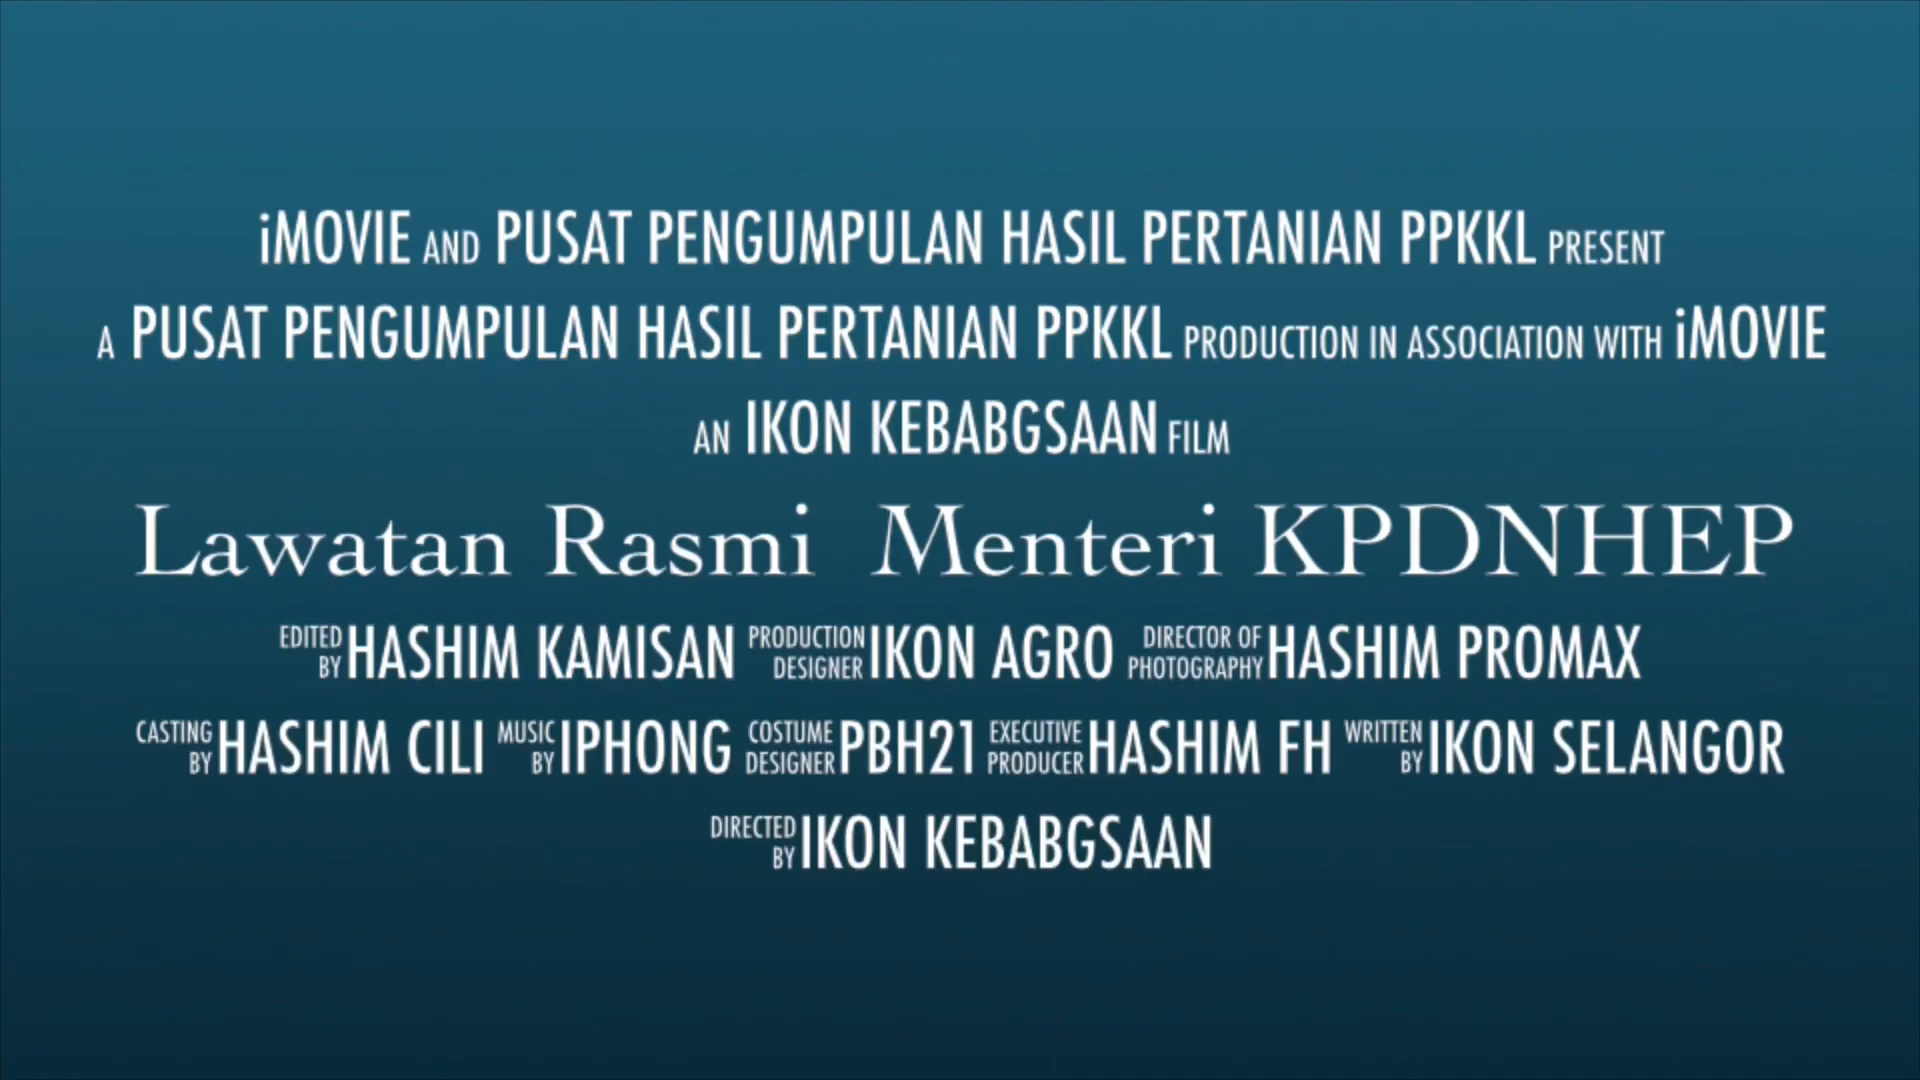 iMOVIE AND PUSAT PENGUMPULAN HASIL PERTANIAN PPKKL PRESENT
A PUSAT PENGUMPULAN HASIL PERTANIAN PPKKL PRODUCTION IN ASSOCIATION WITH iMOVIE
AN IKON KEBABGSAAN FILM
Lawatan Rasmi Menteri KPDNHEP
EDITED BY HASHIM KAMISAN PRODUCTION DESIGNER IKON AGRO DIRECTOR OF PHOTOGRAPHY HASHIM PROMAX
CASTING BY HASHIM CILI MUSIC BY IPHONG COSTUME DESIGNER PBH21 EXECUTIVE PRODUCER HASHIM FH WRITTEN BY IKON SELANGOR
DIRECTED BY IKON KEBABGSAAN